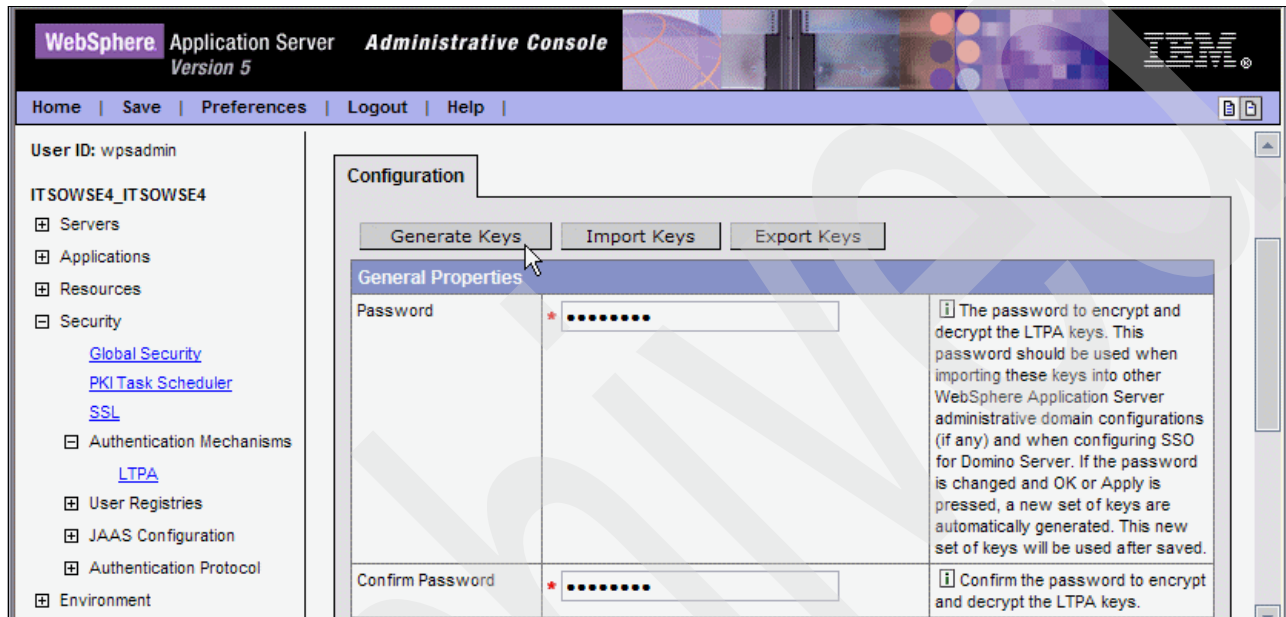 WebSphere. Application Server Administrative Console
Version 5
IBM®
Home | Save | Preferences | Logout | Help |
User ID: wpsadmin
ITSOWSE4_ITSOWSE4
Servers
Applications
Resources
Security
Global Security
PKI Task Scheduler
SSL
Authentication Mechanisms
LTPA
User Registries
JAAS Configuration
Authentication Protocol
Environment
Configuration
Generate Keys Import Keys Export Keys
General Properties
Password
* ••••••••
i The password to encrypt and
decrypt the LTPA keys. This
password should be used when
importing these keys into other
WebSphere Application Server
administrative domain configurations
(if any) and when configuring SSO
for Domino Server. If the password
is changed and OK or Apply is
pressed, a new set of keys are
automatically generated. This new
set of keys will be used after saved.
Confirm Password
* ••••••••
i Confirm the password to encrypt
and decrypt the LTPA keys.